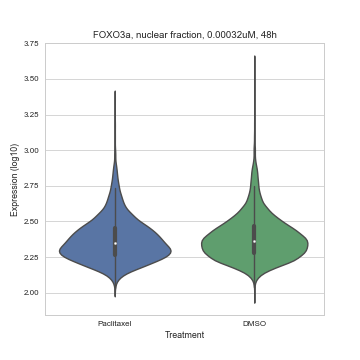 FOXO3a, nuclear fraction, 0.00032uM, 48h
3.75
3.50
3.25
3.00
2.75
2.50
2.25
2.00
Expression (log10)
Paclitaxel DMSO
Treatment